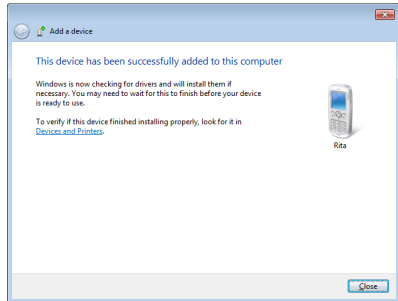 Add a device
This device has been successfully added to this computer
Windows is now checking for drivers and will install them if
necessary. You may need to wait for this to finish before your device
is ready to use.
To verify if this device finished installing properly, look for it in
Devices and Printers.
Rita
Close